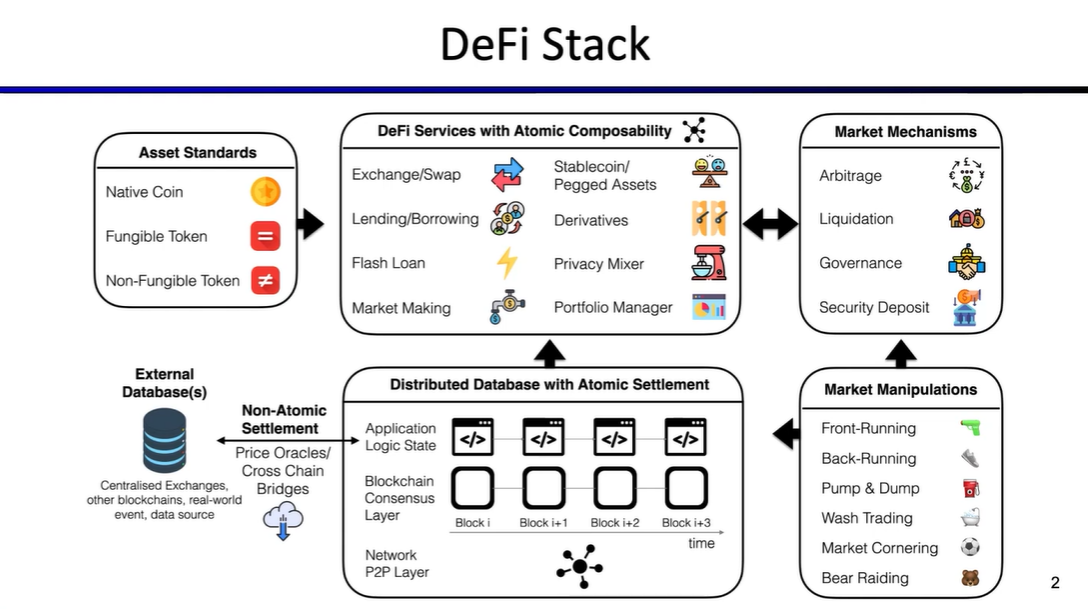 DeFi Stack
Asset Standards
Native Coin
Fungible Token
=
Non-Fungible Token
≠
DeFi Services with Atomic Composability
Exchange/Swap
Lending/Borrowing
Flash Loan
Market Making
Stablecoin/
Pegged Assets
Derivatives
Privacy Mixer
Portfolio Manager
Market Mechanisms
Arbitrage
Liquidation
Governance
Security Deposit
External
Database(s)
Centralised Exchanges,
other blockchains, real-world
event, data source
Non-Atomic
Settlement
Price Oracles/
Cross Chain
Bridges
Distributed Database with Atomic Settlement
Application
Logic State
</> </> </> </>
Blockchain
Consensus
Layer
Block i Block i+1 Block i+2 Block i+3
time
Network
P2P Layer
Market Manipulations
Front-Running
Back-Running
Pump & Dump
Wash Trading
Market Cornering
Bear Raiding
2